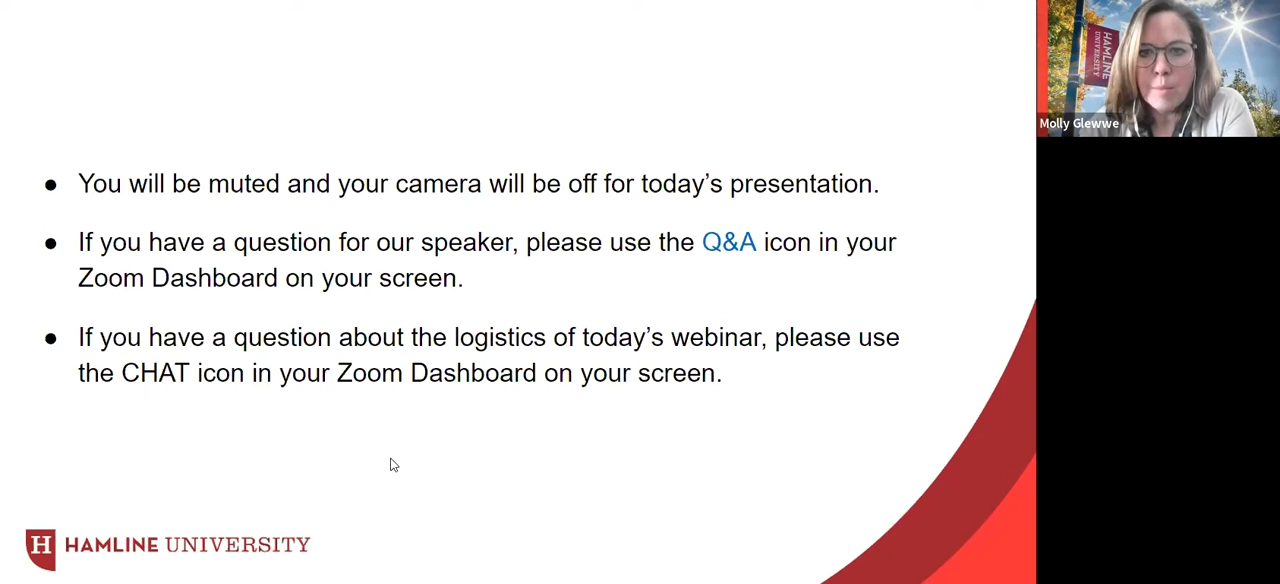 ● You will be muted and your camera will be off for today’s presentation.
● If you have a question for our speaker, please use the Q&A icon in your
Zoom Dashboard on your screen.
● If you have a question about the logistics of today’s webinar, please use
the CHAT icon in your Zoom Dashboard on your screen.
H HAMLINE UNIVERSITY
HAMLINE
UNIVERSITY
Molly Glewwe